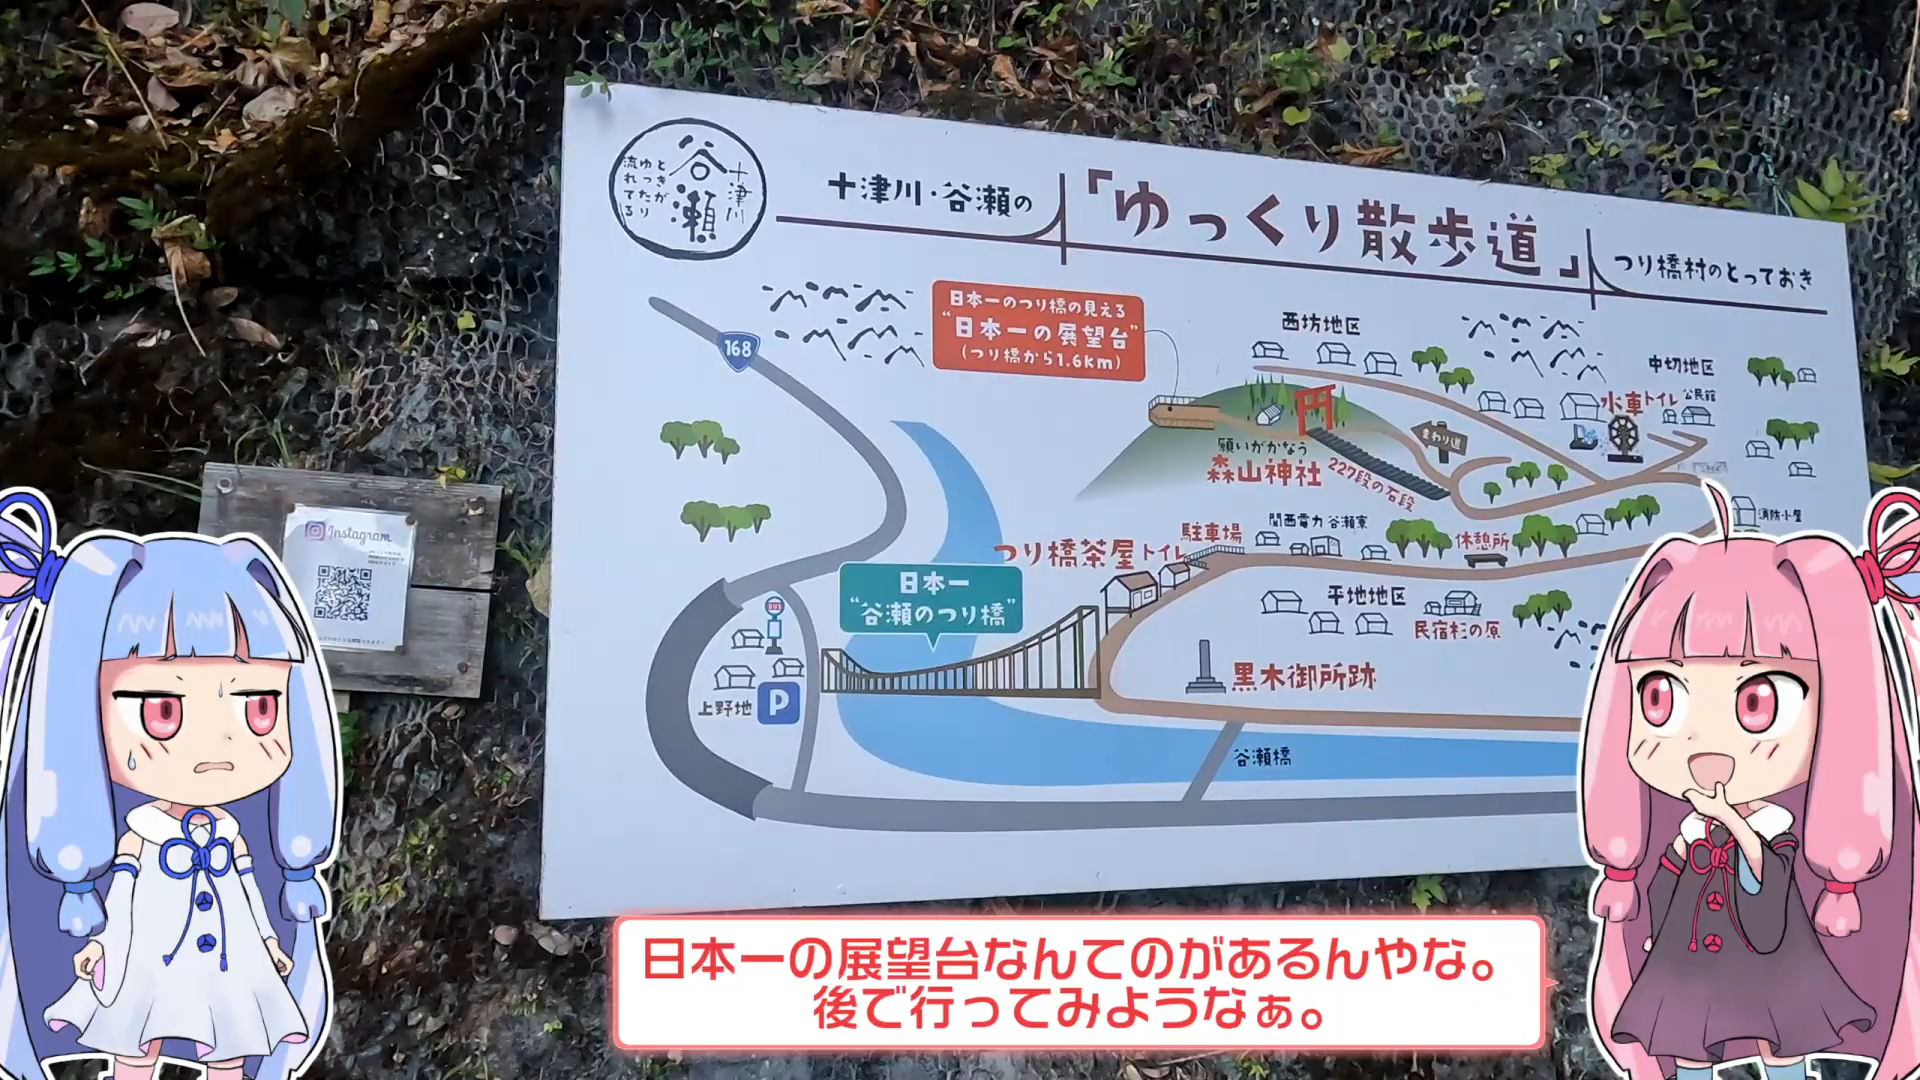 十津川
谷瀬
ゆったり
とっきが
流れてる
十津川・谷瀬の
「ゆっくり散歩道」
つり橋村のとっておき
168
日本一のつり橋の見える
“日本一の展望台”
(つり橋から1.6km)
西坊地区
中切地区
水車
トイレ
公民館
まわり道
願いがかなう
森山神社
227段の石段
消防小屋
つり橋茶屋
トイレ
駐車場
関西電力 谷瀬寮
休憩所
日本一
“谷瀬のつり橋”
BUS
平地地区
民宿杉の原
上野地
P
黒木御所跡
谷瀬橋
Instagram
日本一の展望台なんてのがあるんやな。
後で行ってみようなぁ。